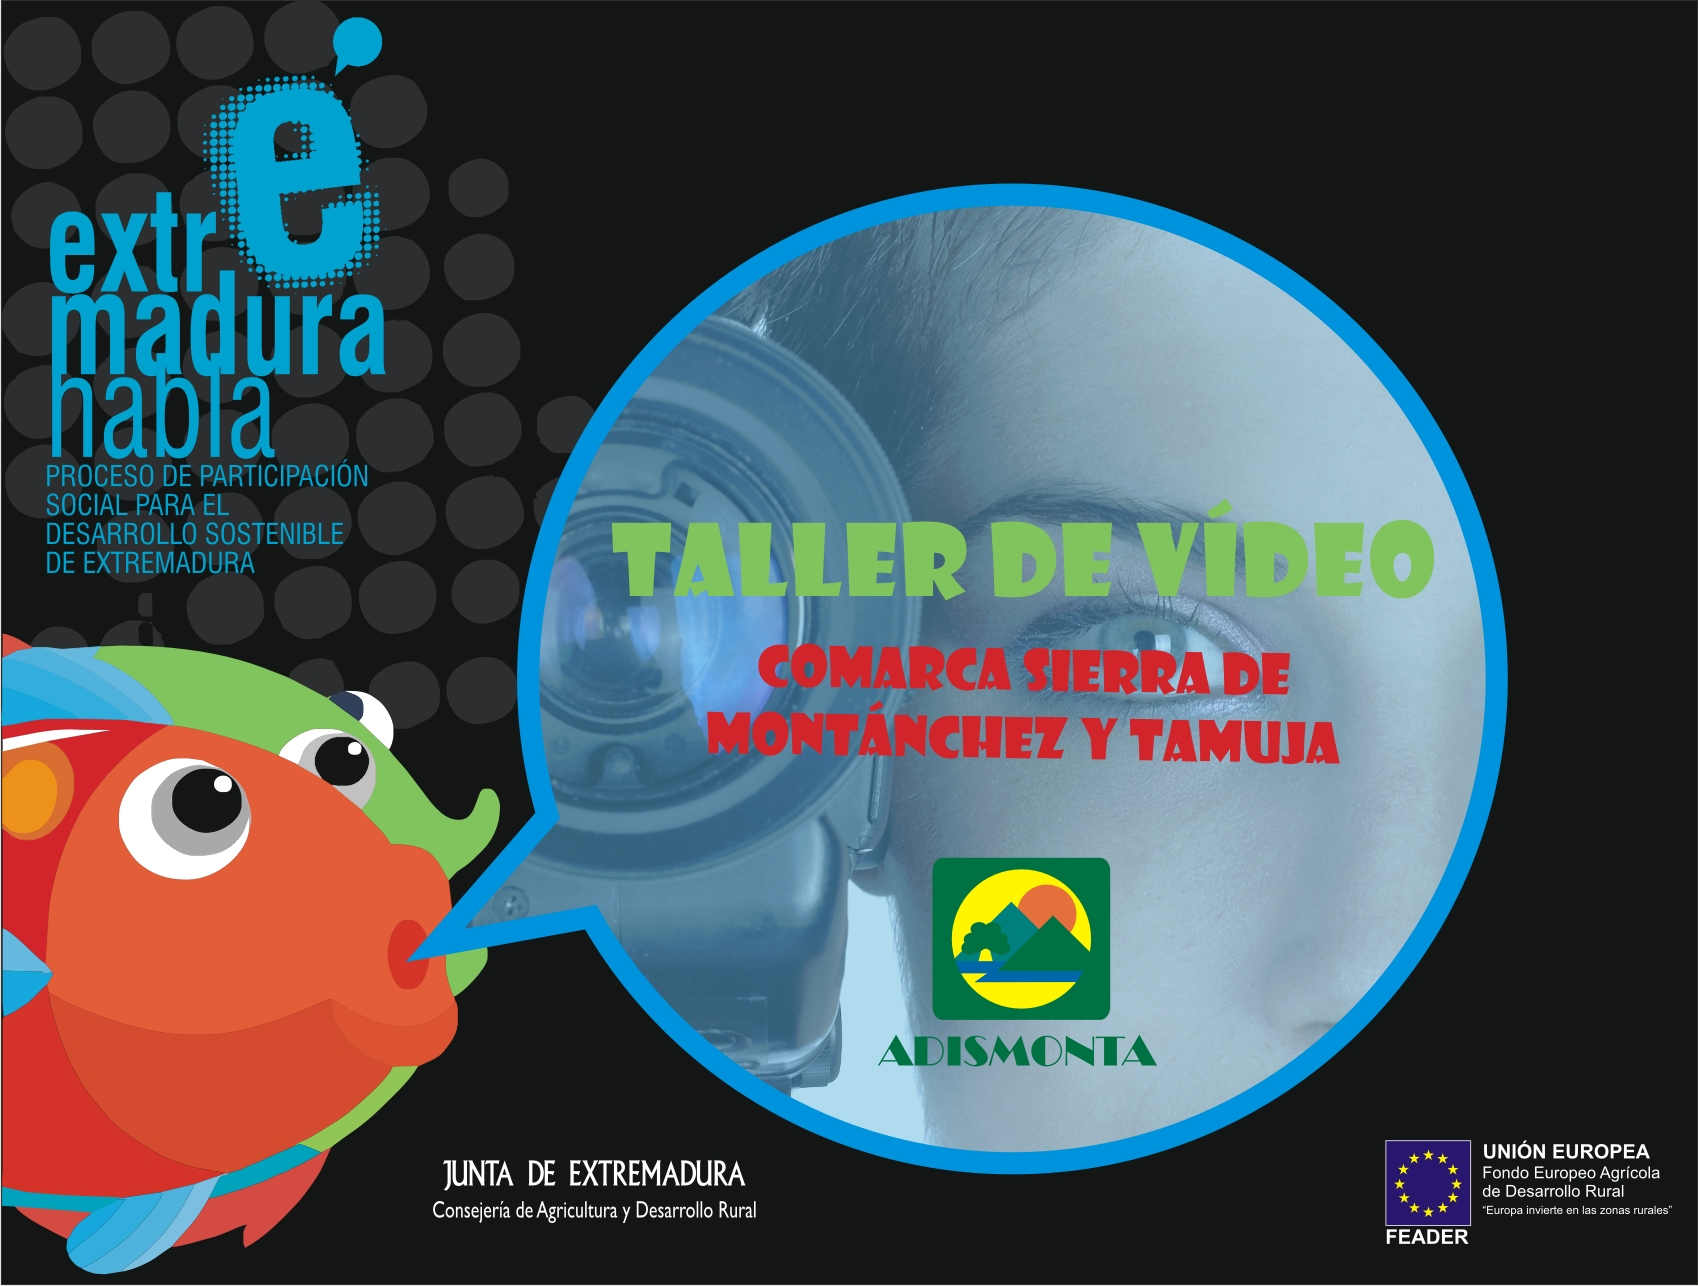 é
extr
madura
habla
PROCESO DE PARTICIPACIÓN
SOCIAL PARA EL
DESARROLLO SOSTENIBLE
DE EXTREMADURA
TALLER DE VÍDEO
COMARCA SIERRA DE
MONTÁNCHEZ Y TAMUJA
ADISMONTA
JUNTA DE EXTREMADURA
Consejería de Agricultura y Desarrollo Rural
UNIÓN EUROPEA
Fondo Europeo Agrícola
de Desarrollo Rural
"Europa invierte en las zonas rurales"
FEADER